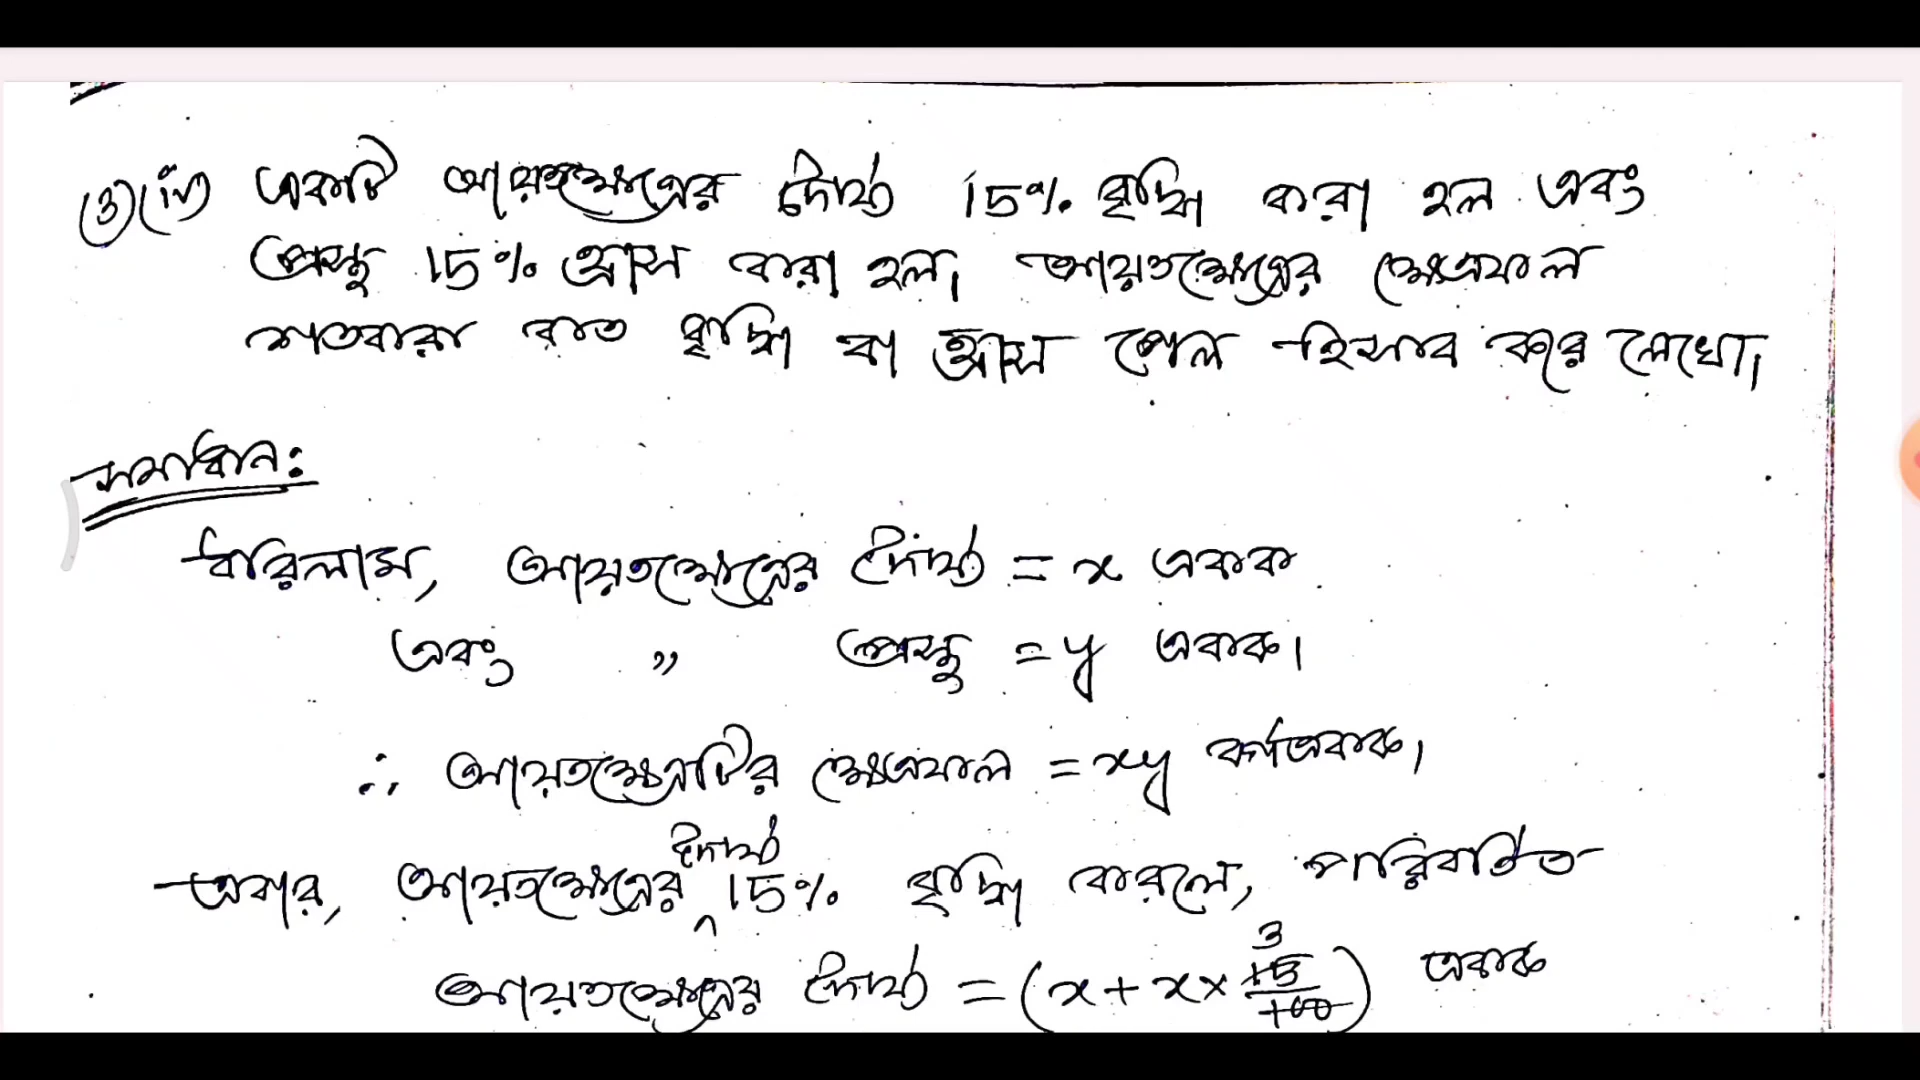 ৩)(iv) একটি আয়তক্ষেত্রের দৈর্ঘ্য 15% বৃদ্ধি করা হল এবং
প্রস্থ 15% হ্রাস করা হল। আয়তক্ষেত্রের ক্ষেত্রফল
শতকরা কত বৃদ্ধি বা হ্রাস পেল হিসাব করে লেখো।
সমাধান:
ধরিলাম, আয়তক্ষেত্রের দৈর্ঘ্য = x একক
এবং " প্রস্থ = y একক।
∴ আয়তক্ষেত্রটির ক্ষেত্রফল = xy বর্গএকক।
এবার, আয়তক্ষেত্রের দৈর্ঘ্য 15% বৃদ্ধি করলে, পরিবর্তিত
আয়তক্ষেত্রের দৈর্ঘ্য = (x + x × 15/100) একক
3